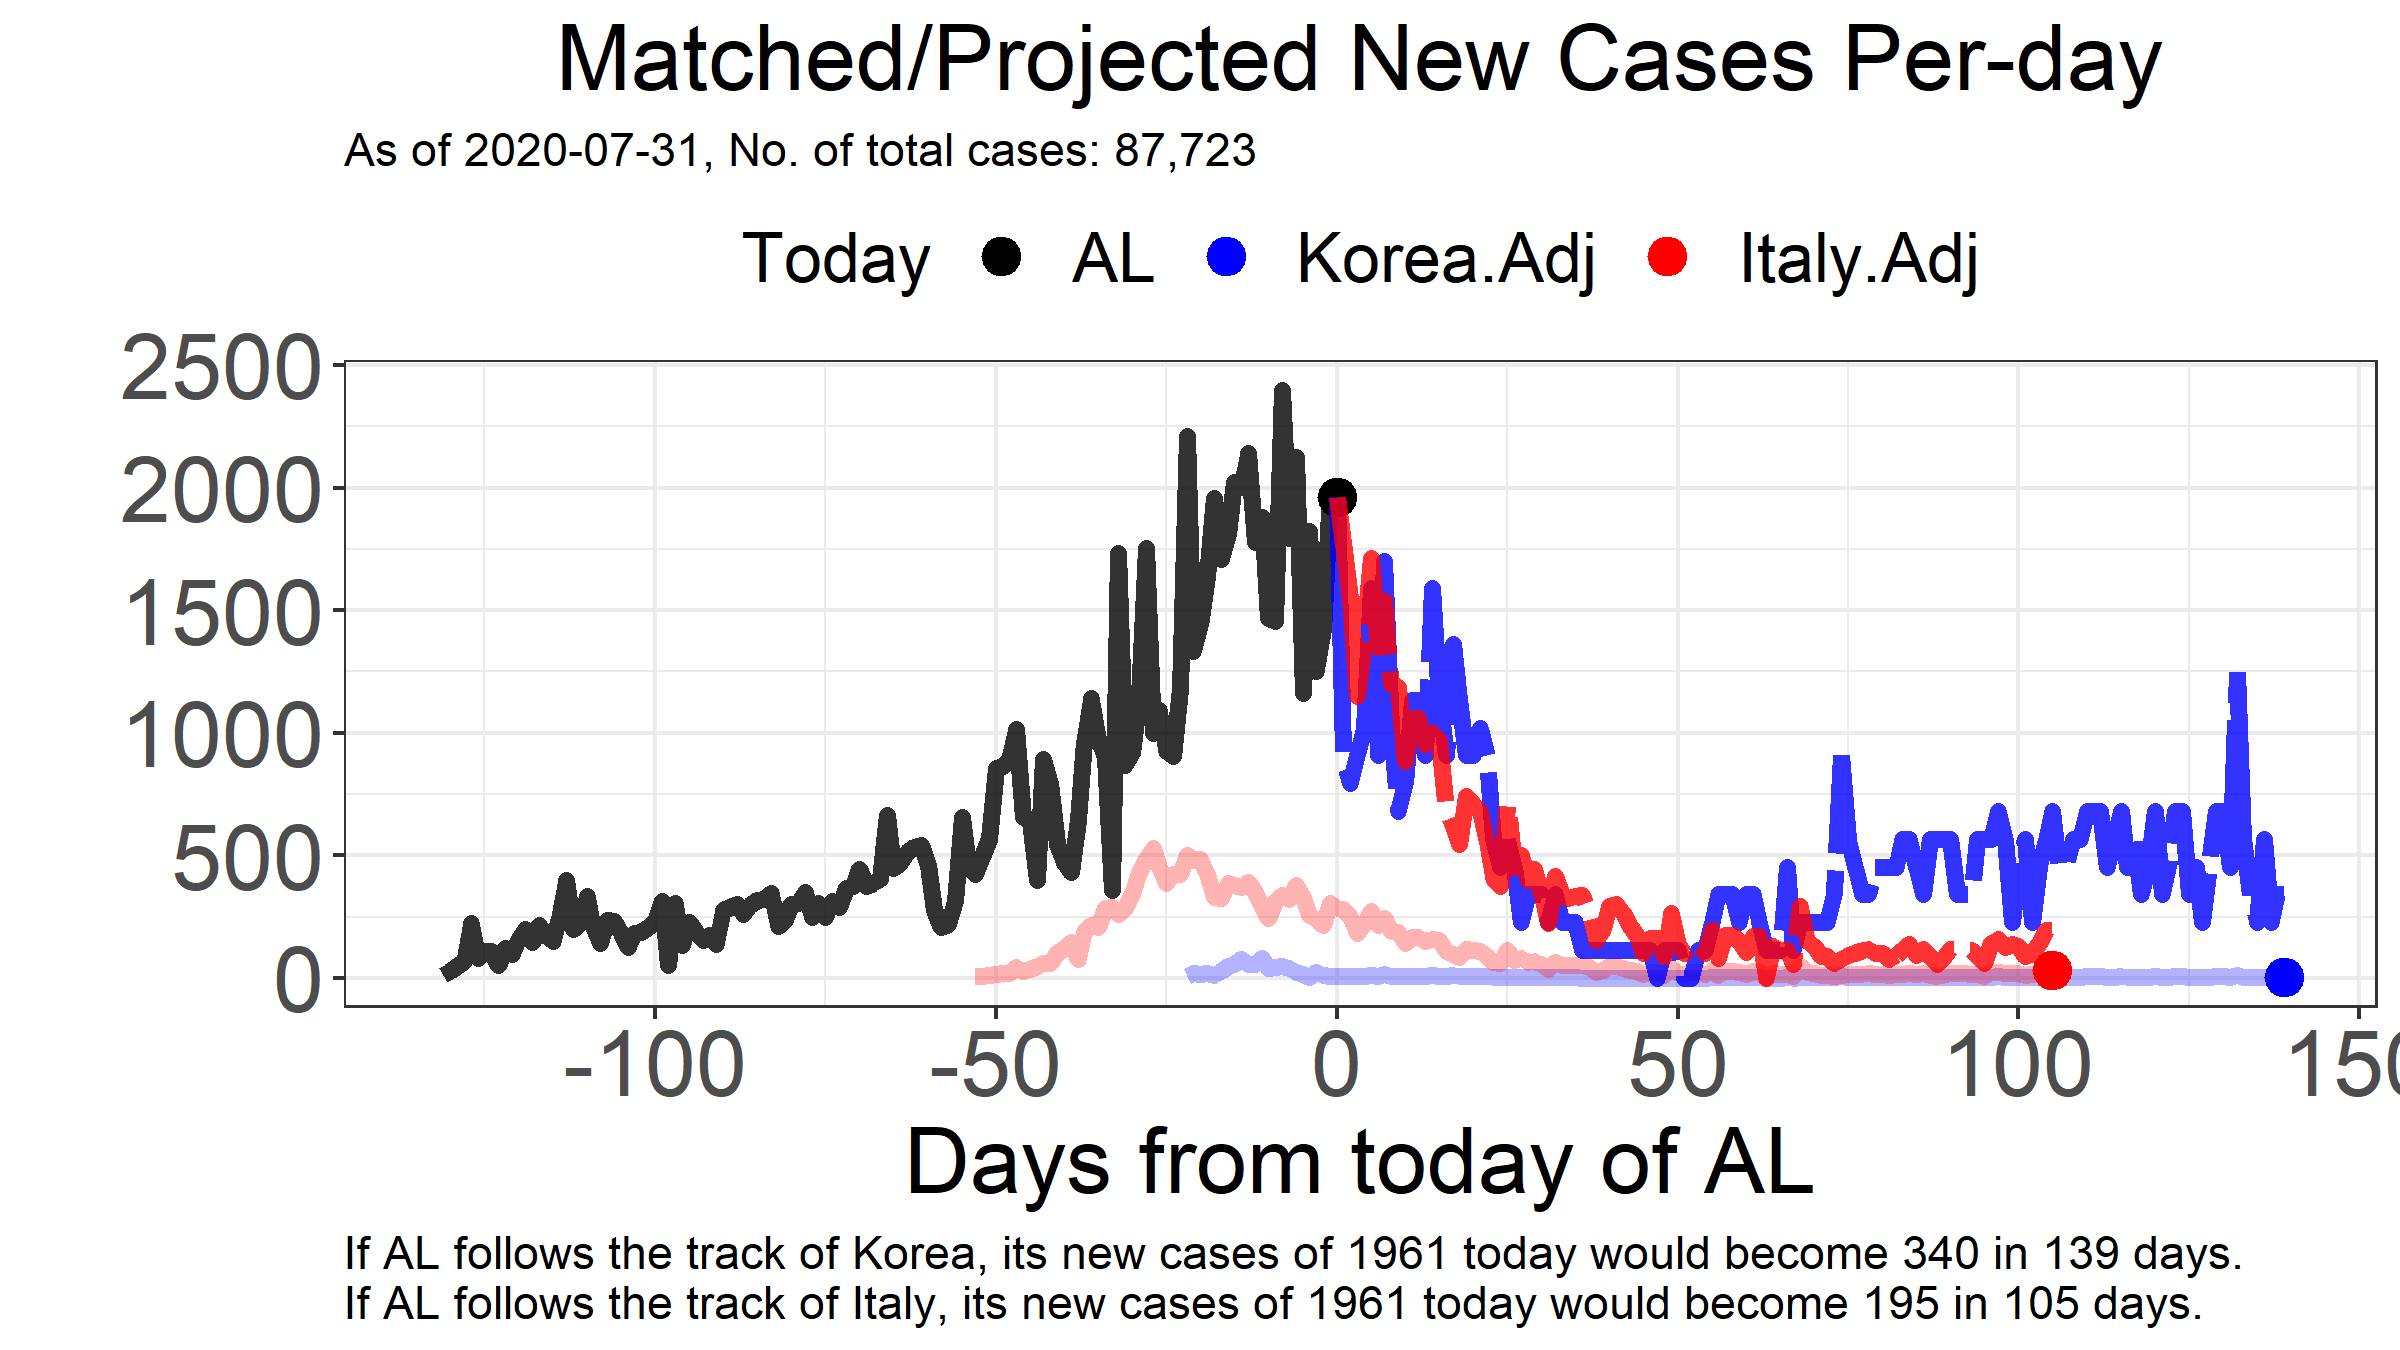 Matched/Projected New Cases Per-day
As of 2020-07-31, No. of total cases: 87,723
Today AL Korea.Adj Italy.Adj
2500
2000
1500
1000
500
0
-100 -50 0 50 100 150
Days from today of AL
If AL follows the track of Korea, its new cases of 1961 today would become 340 in 139 days.
If AL follows the track of Italy, its new cases of 1961 today would become 195 in 105 days.